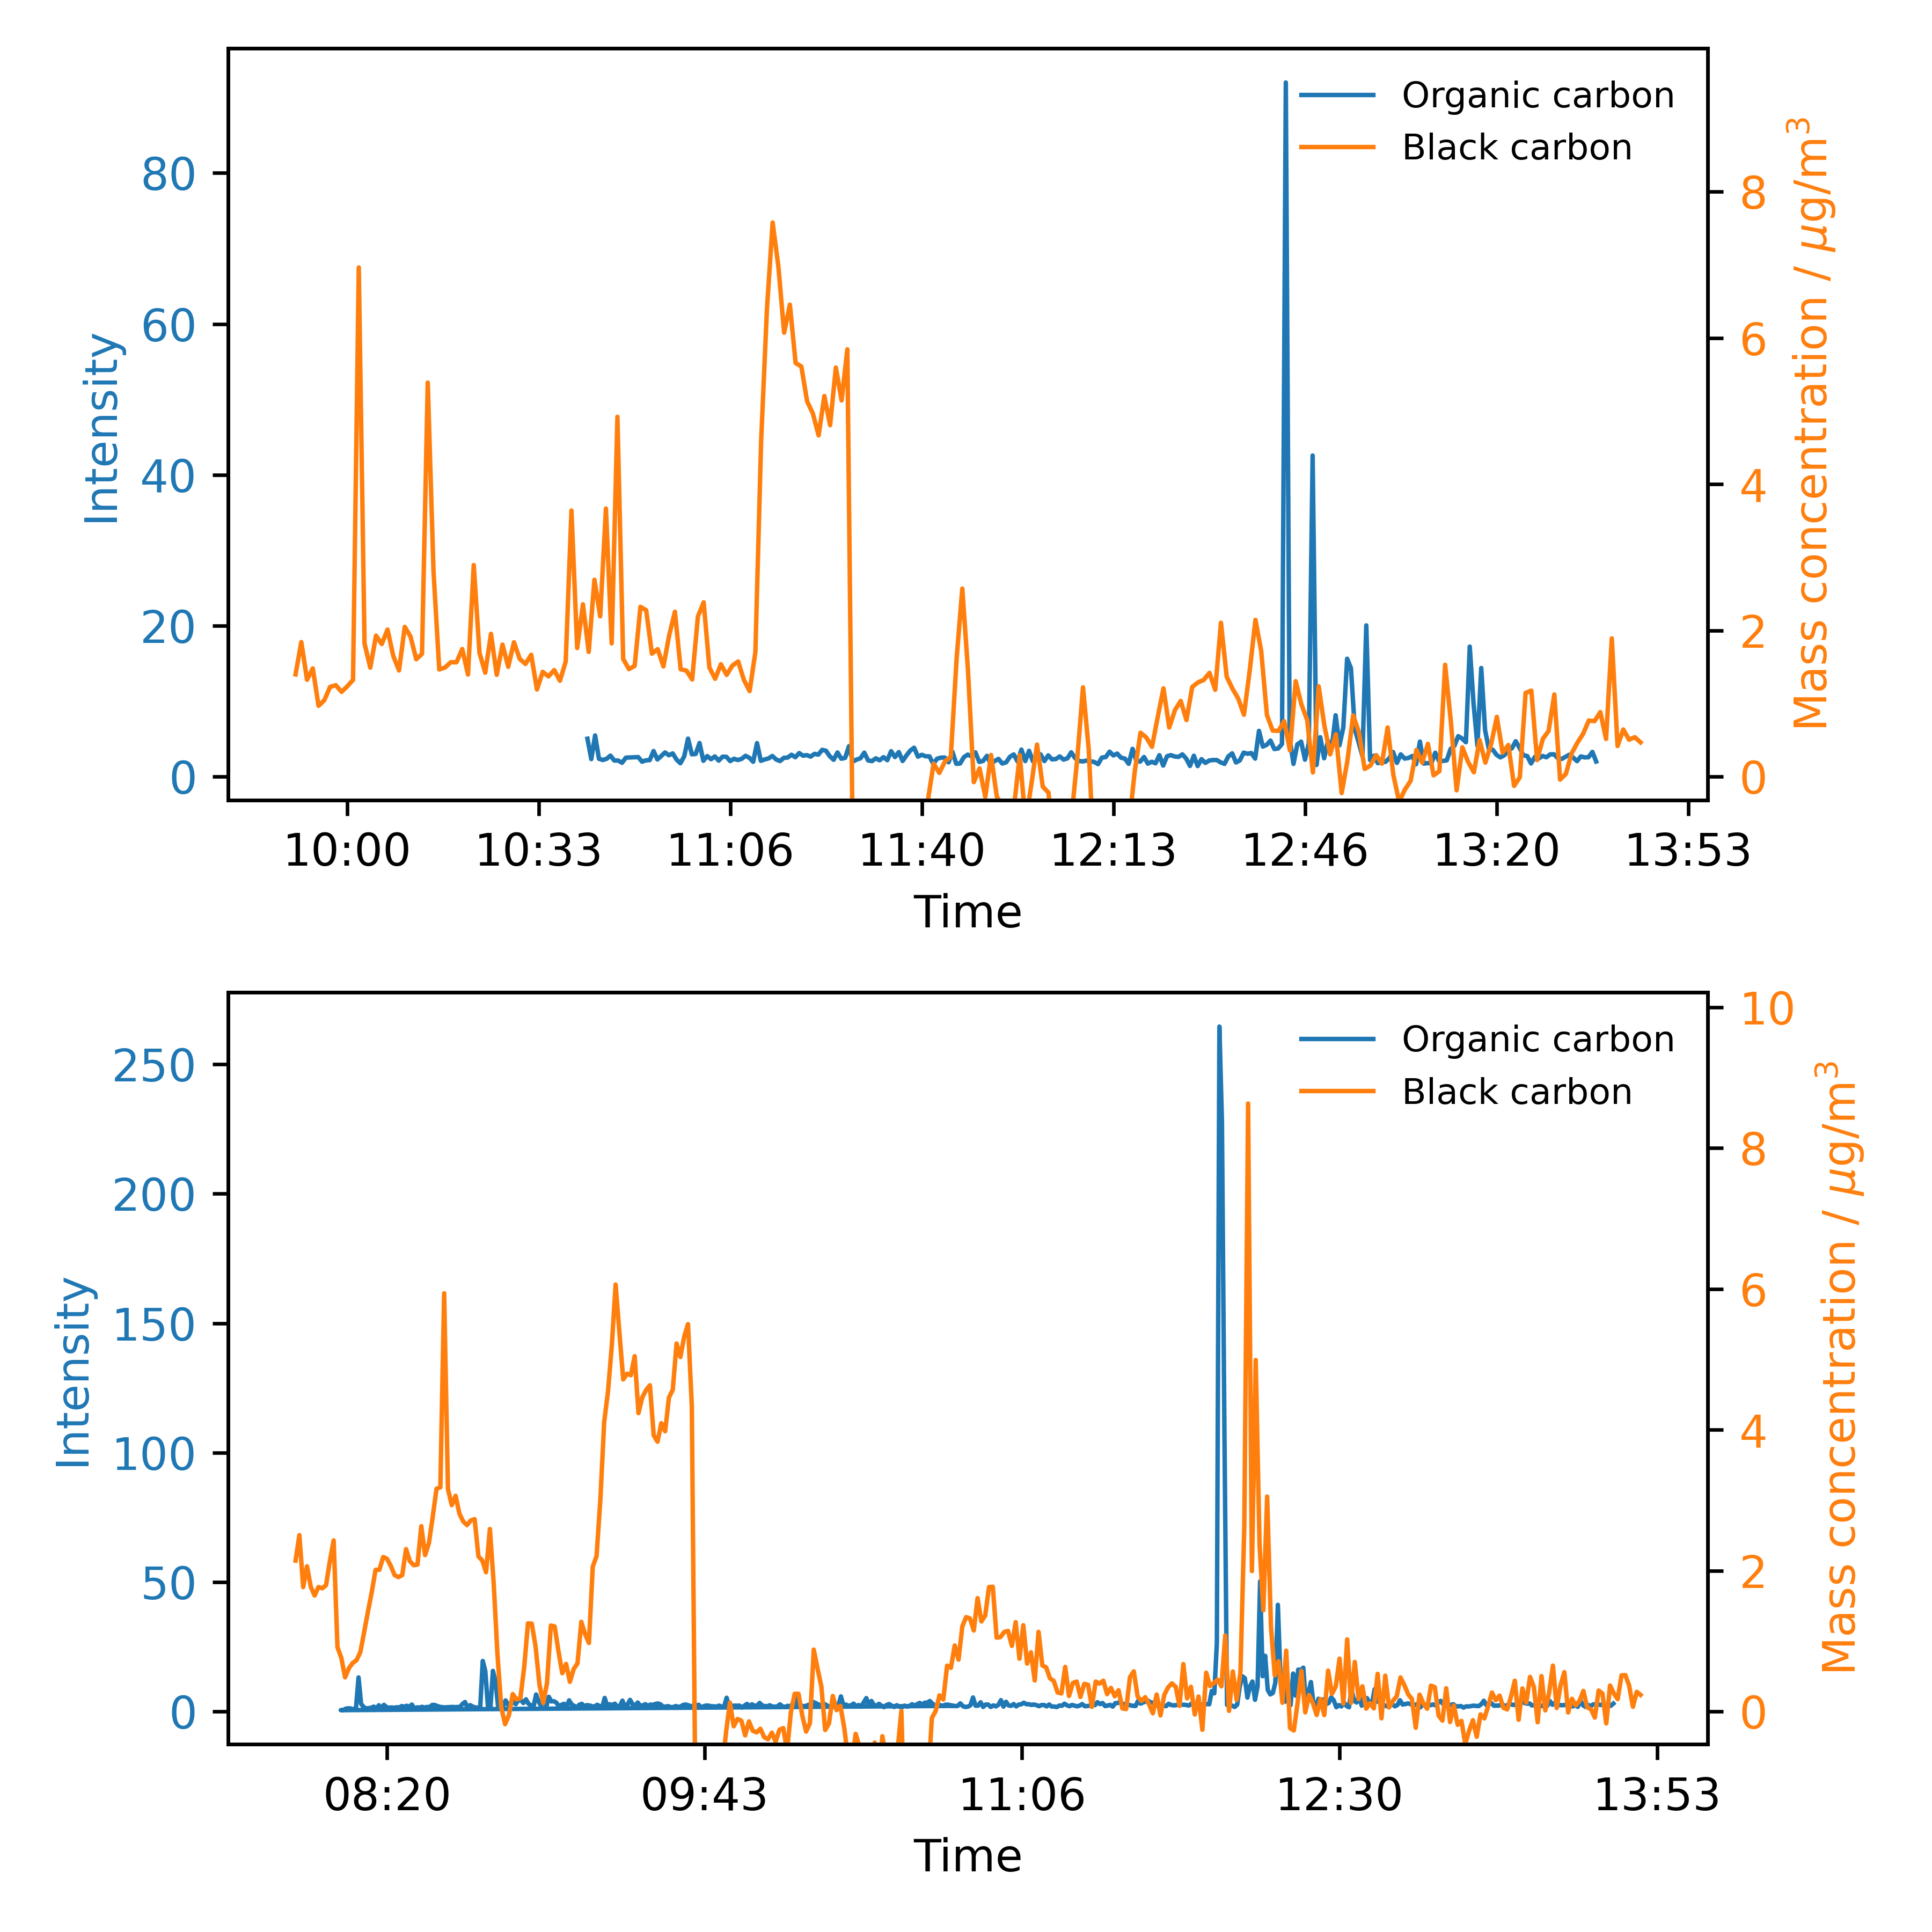 Organic carbon
Black carbon
80
60
40
20
0
Intensity
8
6
4
2
0
Mass concentration / μg/m³
10:00 10:33 11:06 11:40 12:13 12:46 13:20 13:53
Time
Organic carbon
Black carbon
250
200
150
100
50
0
Intensity
10
8
6
4
2
0
Mass concentration / μg/m³
08:20 09:43 11:06 12:30 13:53
Time